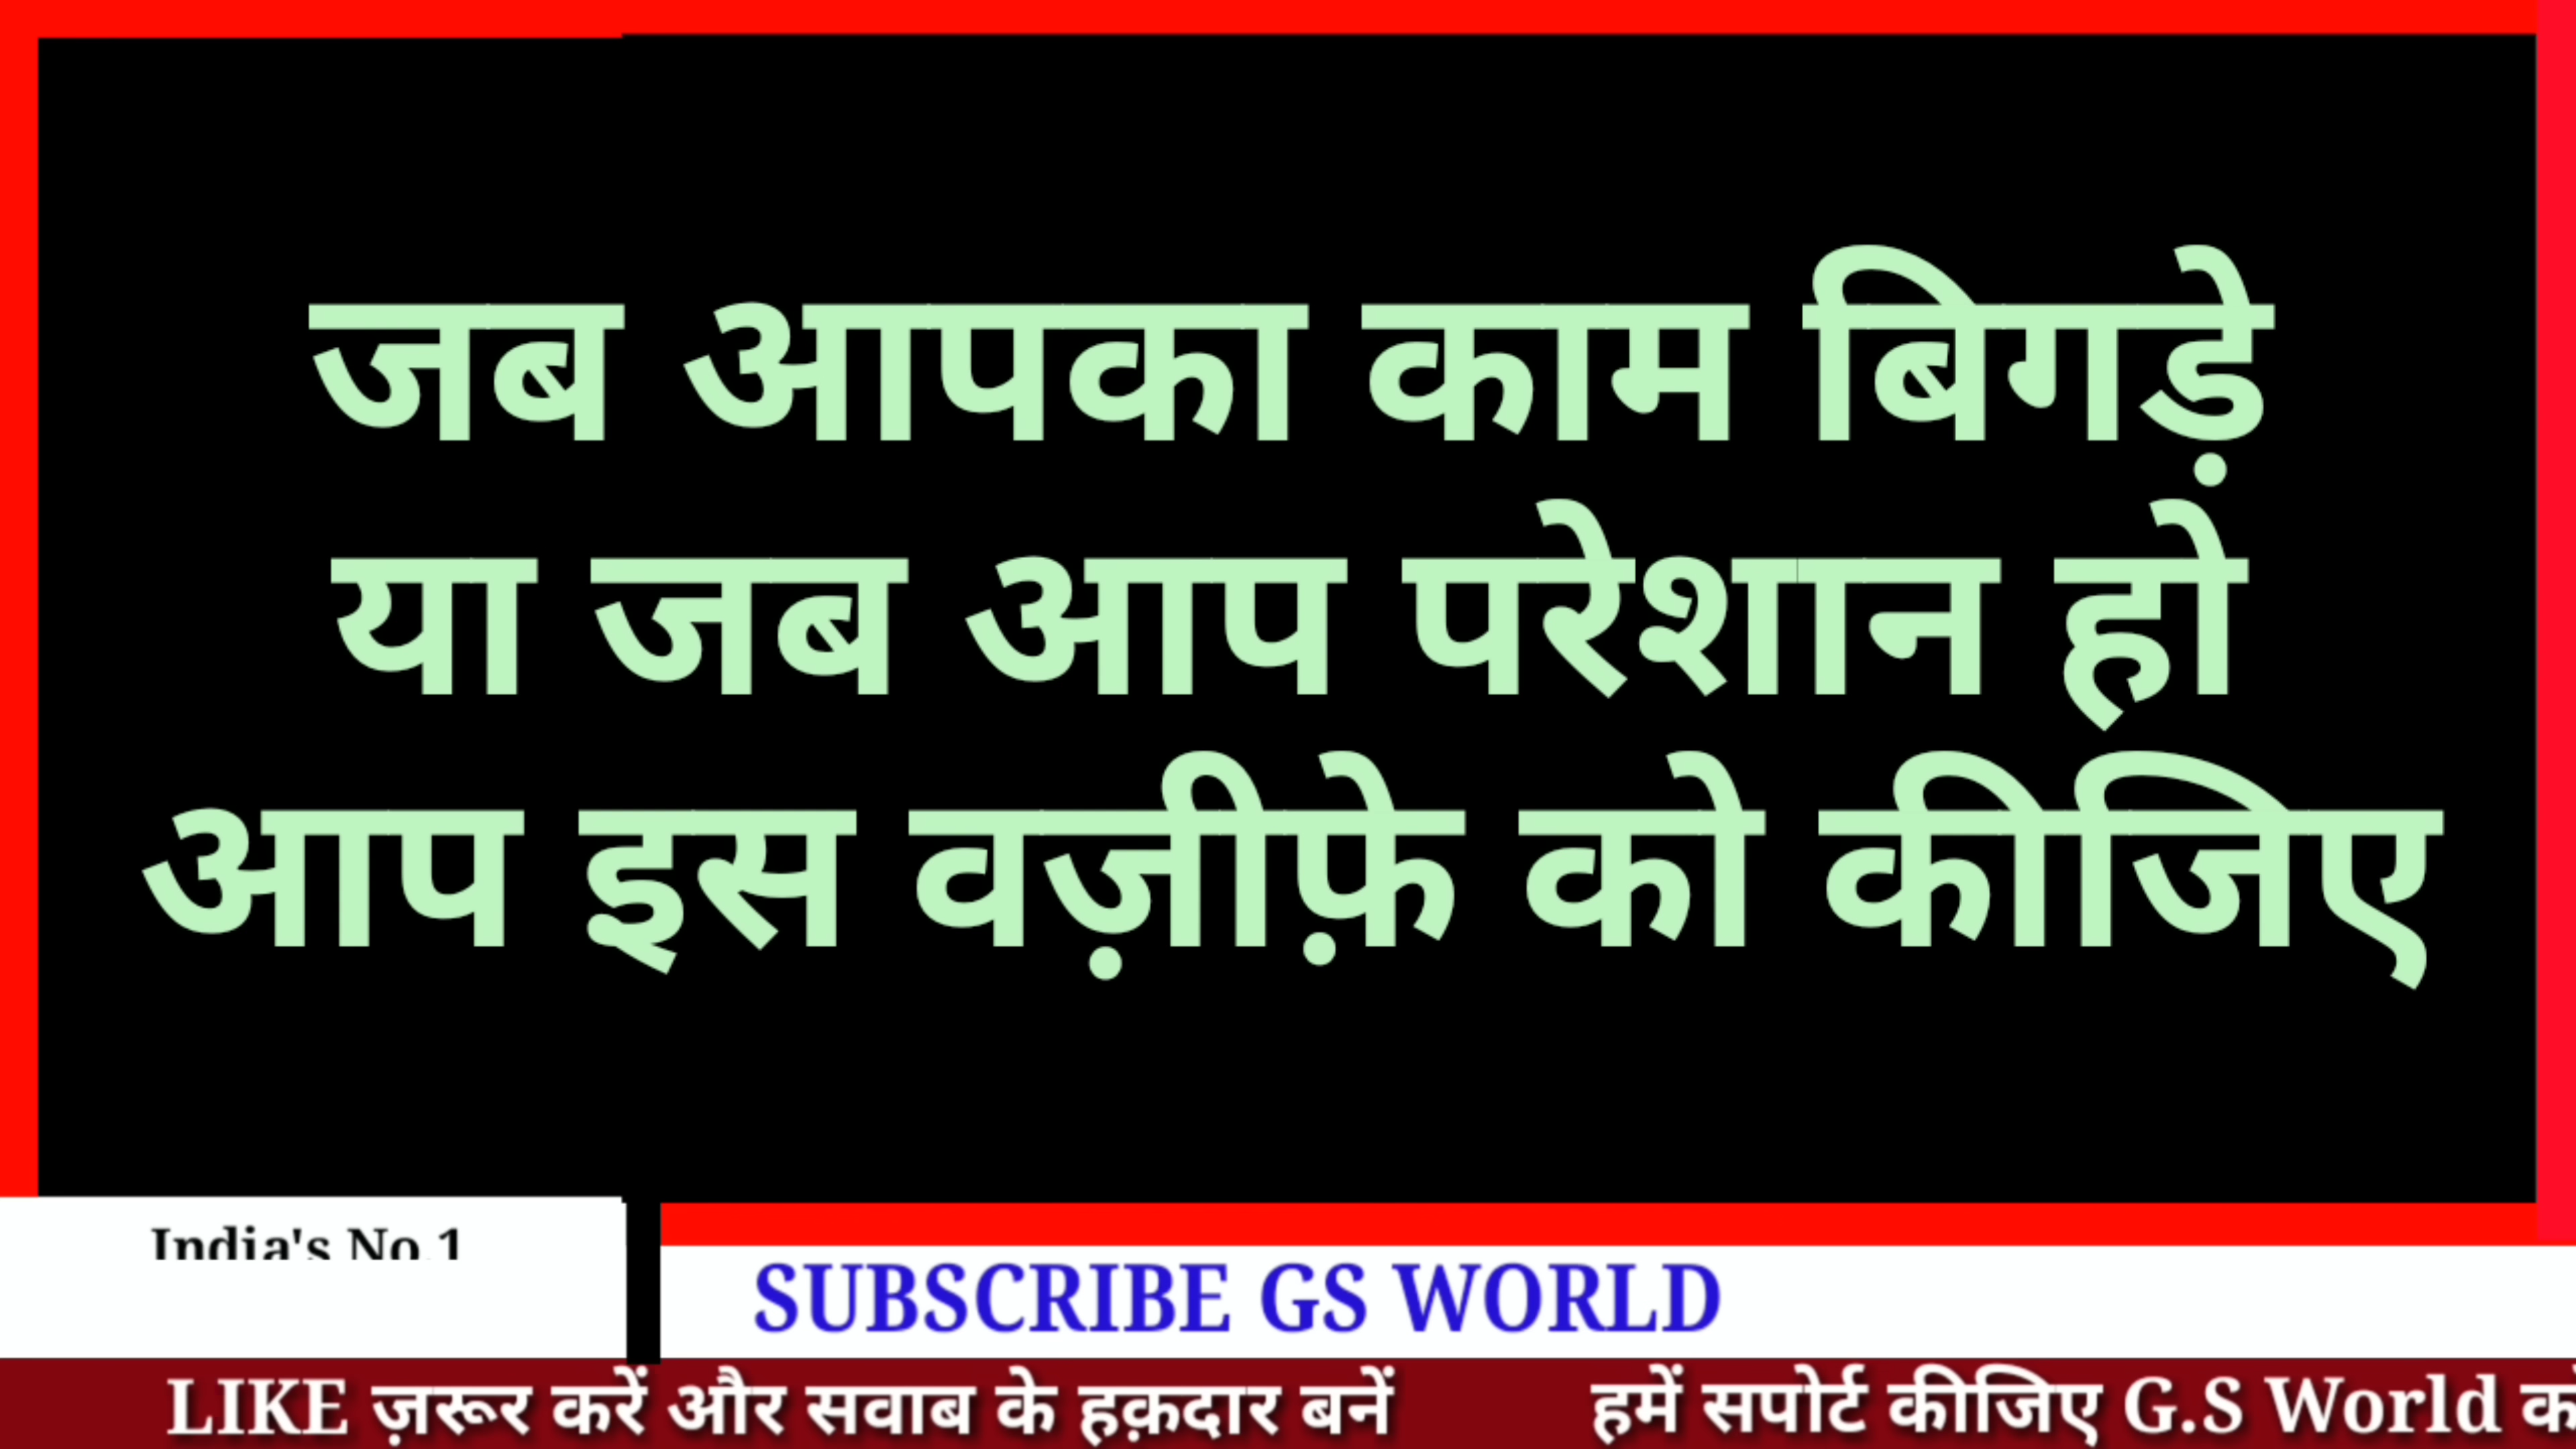 जब आपका काम बिगड़े
या जब आप परेशान हो
आप इस वज़ीफ़े को कीजिए
India's No.1
SUBSCRIBE GS WORLD
LIKE ज़रूर करें और सवाब के हक़दार बनें हमें सपोर्ट कीजिए G.S World